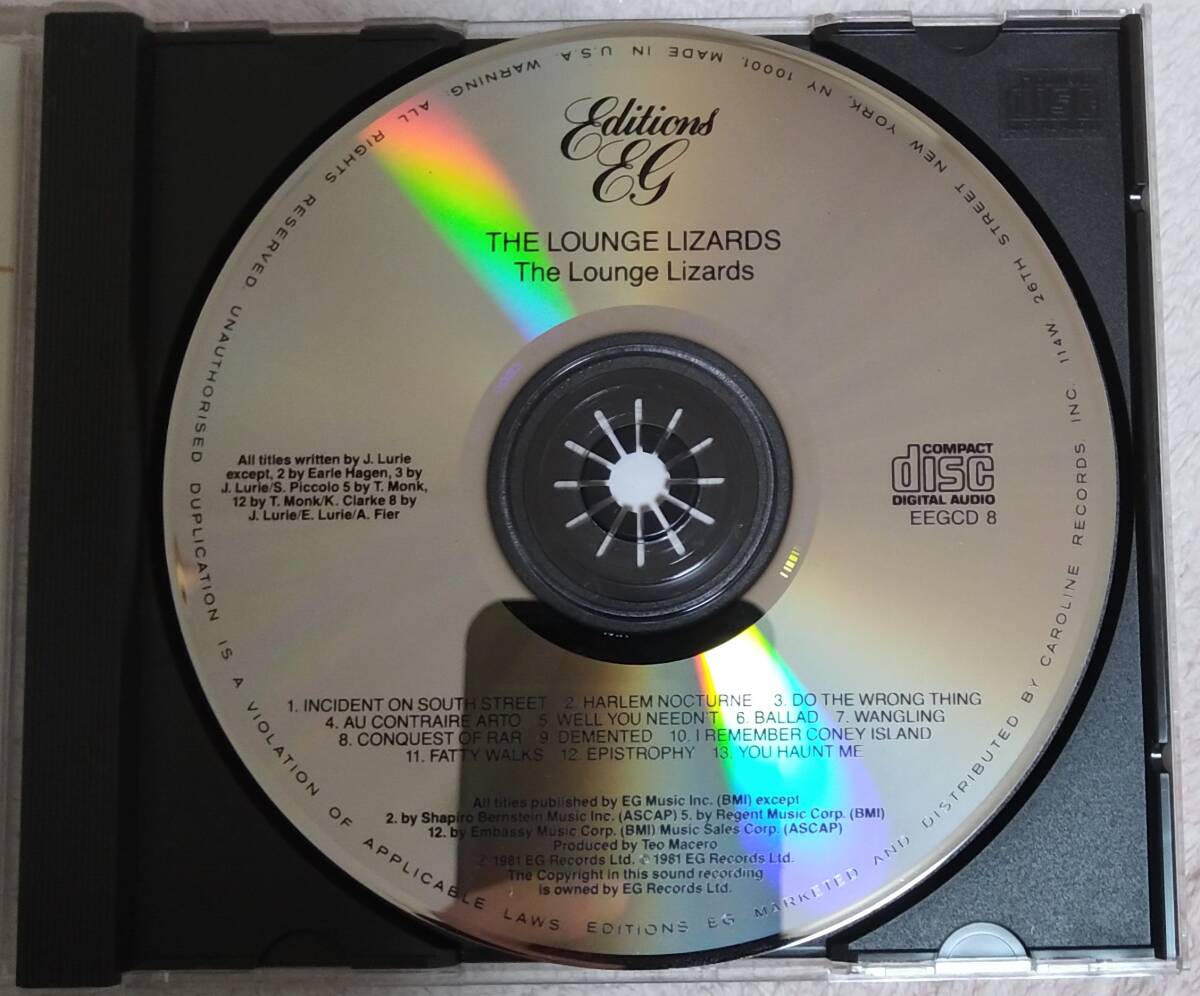 Editions
EG
THE LOUNGE LIZARDS
The Lounge Lizards
All titles written by J. Lurie
except, 2 by Earle Hagen, 3 by
J. Lurie/S. Piccolo 5 by T. Monk,
12 by T. Monk/K. Clarke 8 by
J. Lurie/E. Lurie/A. Fier
COMPACT
disc
DIGITAL AUDIO
EEGCD 8
1. INCIDENT ON SOUTH STREET 2. HARLEM NOCTURNE 3. DO THE WRONG THING
4. AU CONTRAIRE ARTO 5. WELL YOU NEEDN'T 6. BALLAD 7. WANGLING
8. CONQUEST OF RAR 9. DEMENTED 10. I REMEMBER CONEY ISLAND
11. FATTY WALKS 12. EPISTROPHY 13. YOU HAUNT ME
All titles published by EG Music Inc. (BMI) except
2. by Shapiro Bernstein Music Inc. (ASCAP) 5. by Regent Music Corp. (BMI)
12. by Embassy Music Corp. (BMI) Music Sales Corp. (ASCAP)
Produced by Teo Macero
℗ 1981 EG Records Ltd. © 1981 EG Records Ltd.
The Copyright in this sound recording
is owned by EG Records Ltd.
WARNING: ALL RIGHTS RESERVED. UNAUTHORISED DUPLICATION IS A VIOLATION OF APPLICABLE LAWS EDITIONS EG MARKETED AND DISTRIBUTED BY CAROLINE RECORDS, INC. 114W. 26TH STREET NEW YORK, NY 10001. MADE IN U.S.A.
disc